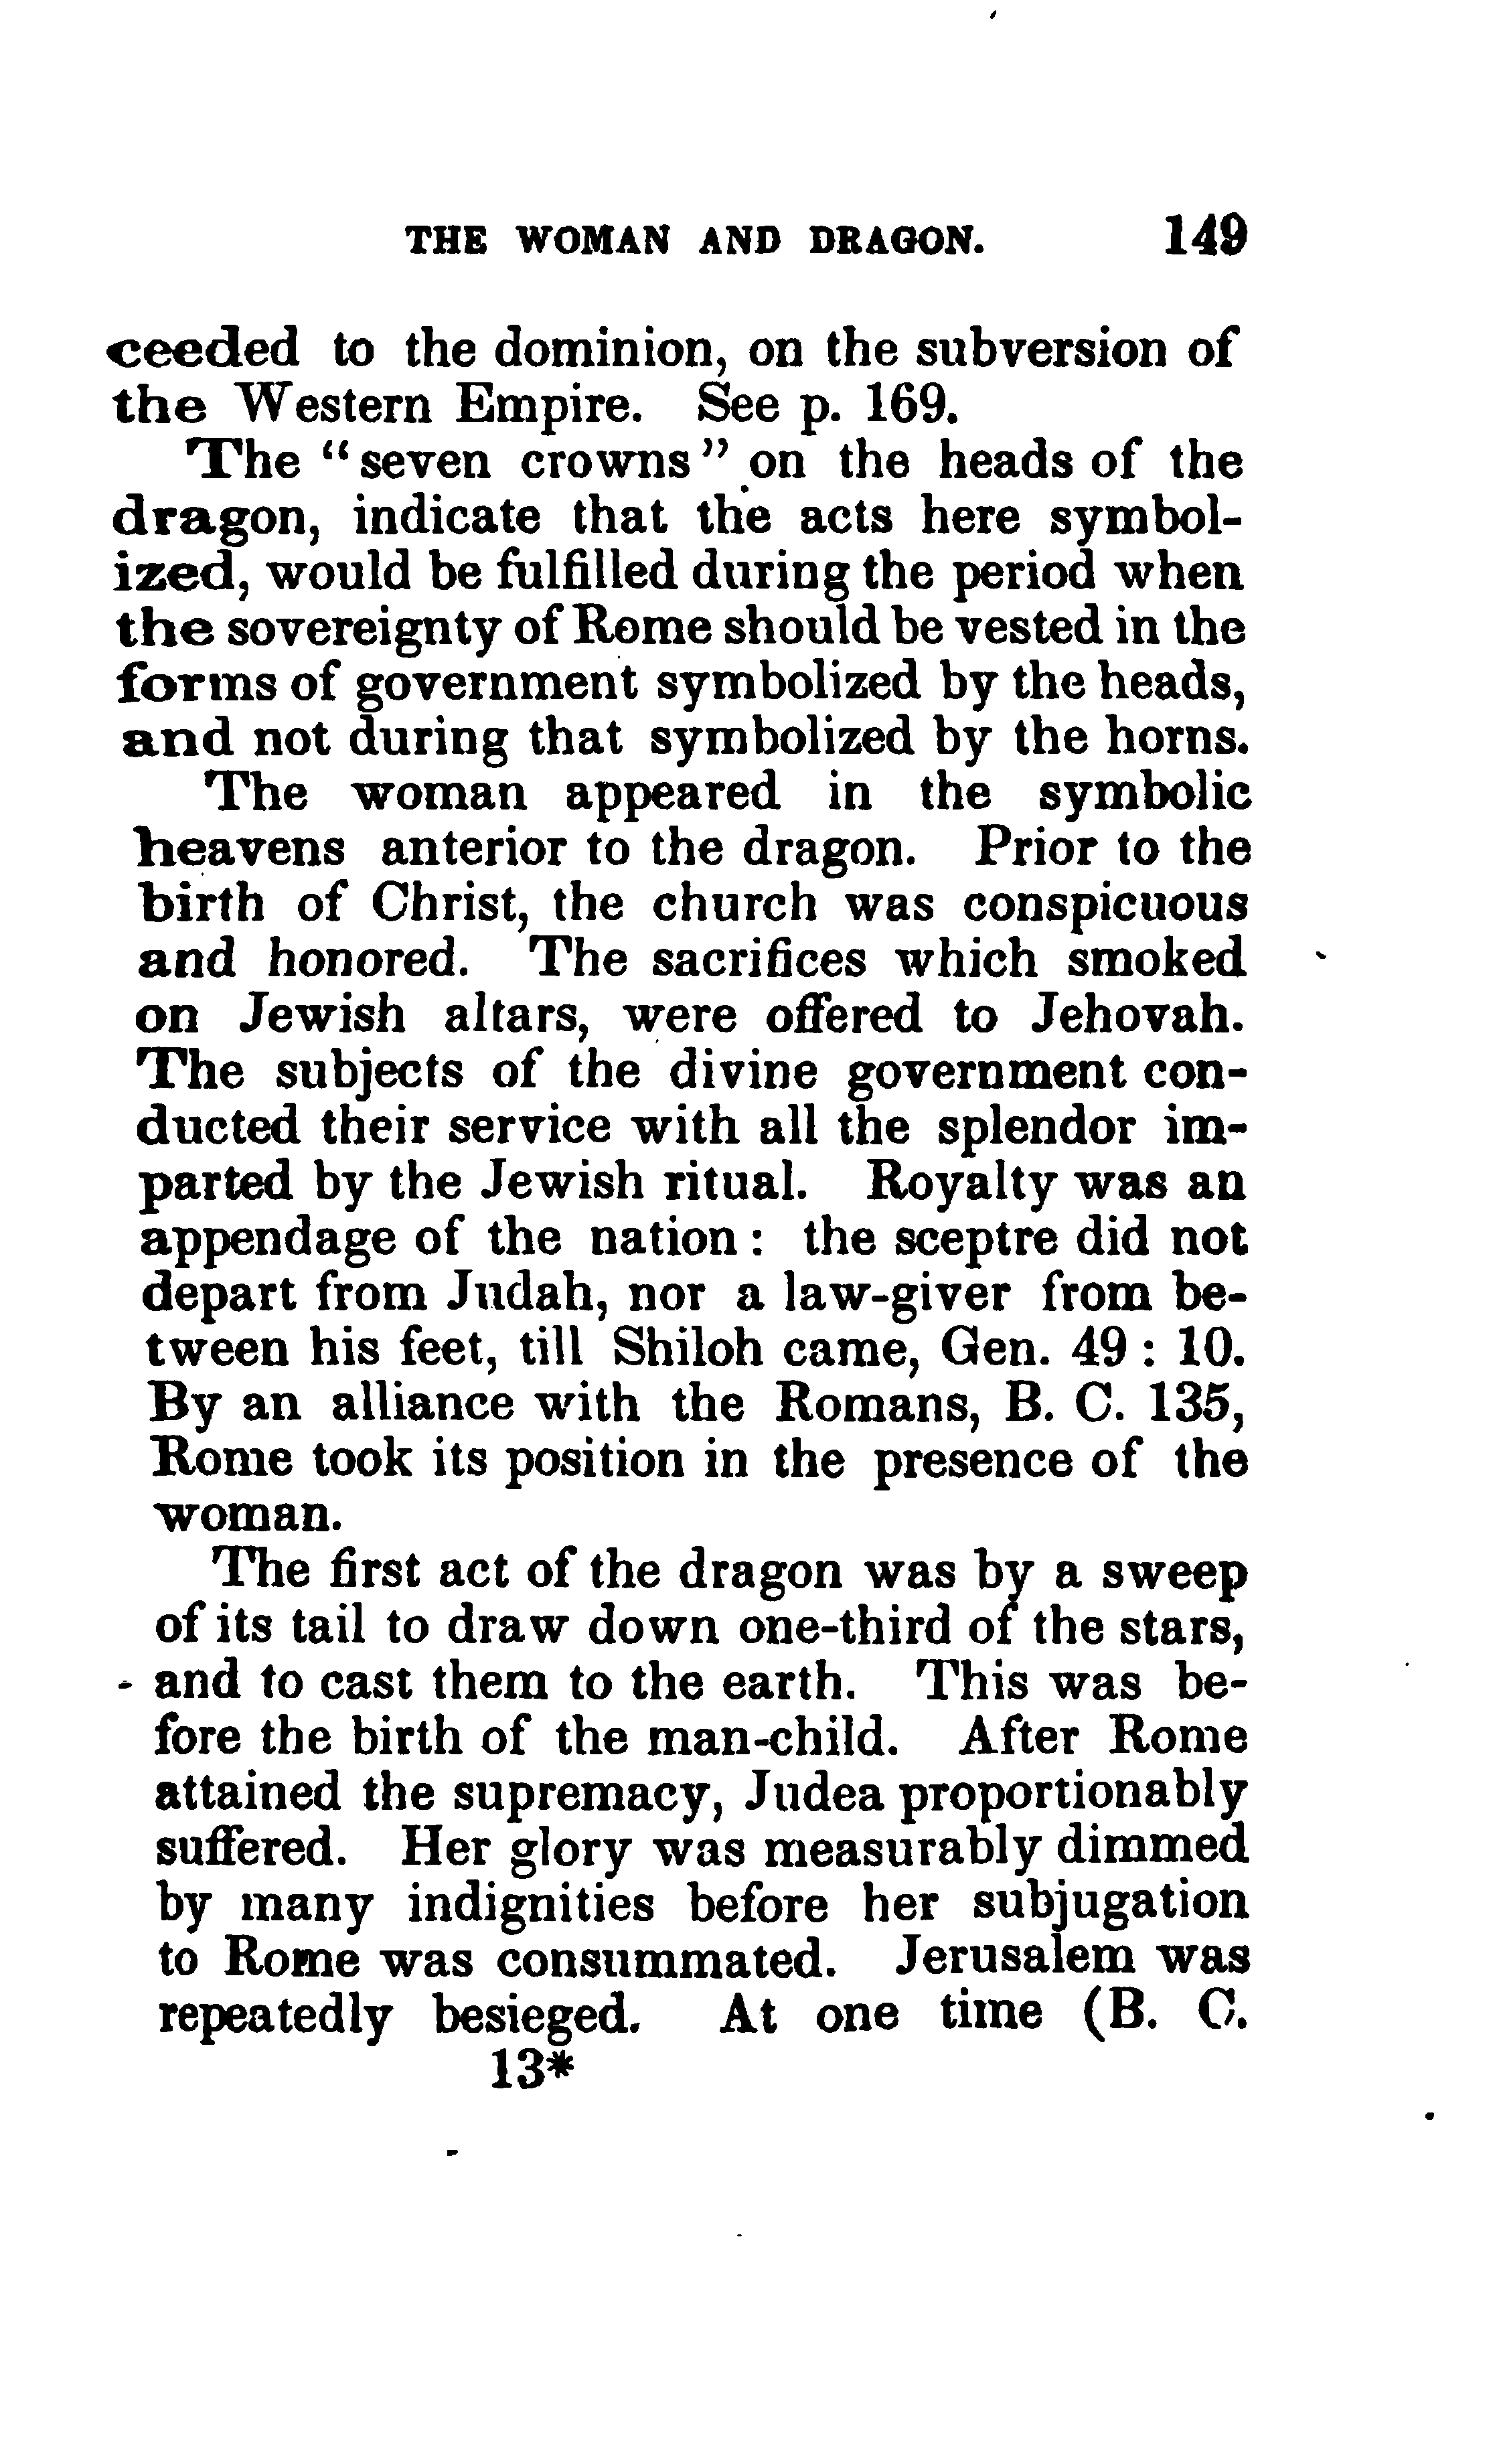 THE WOMAN AND DRAGON. 149
ceeded to the dominion, on the subversion of
the Western Empire. See p. 169.
The "seven crowns" on the heads of the
dragon, indicate that the acts here symbol-
ized, would be fulfilled during the period when
the sovereignty of Rome should be vested in the
forms of government symbolized by the heads,
and not during that symbolized by the horns.
The woman appeared in the symbolic
heavens anterior to the dragon. Prior to the
birth of Christ, the church was conspicuous
and honored. The sacrifices which smoked
on Jewish altars, were offered to Jehovah.
The subjects of the divine government con-
ducted their service with all the splendor im-
parted by the Jewish ritual. Royalty was an
appendage of the nation : the sceptre did not
depart from Judah, nor a law-giver from be-
tween his feet, till Shiloh came, Gen. 49 : 10.
By an alliance with the Romans, B. C. 135,
Rome took its position in the presence of the
woman.
The first act of the dragon was by a sweep
of its tail to draw down one-third of the stars,
and to cast them to the earth. This was be-
fore the birth of the man-child. After Rome
attained the supremacy, Judea proportionably
suffered. Her glory was measurably dimmed
by many indignities before her subjugation
to Rome was consummated. Jerusalem was
repeatedly besieged. At one time (B. C.
13*